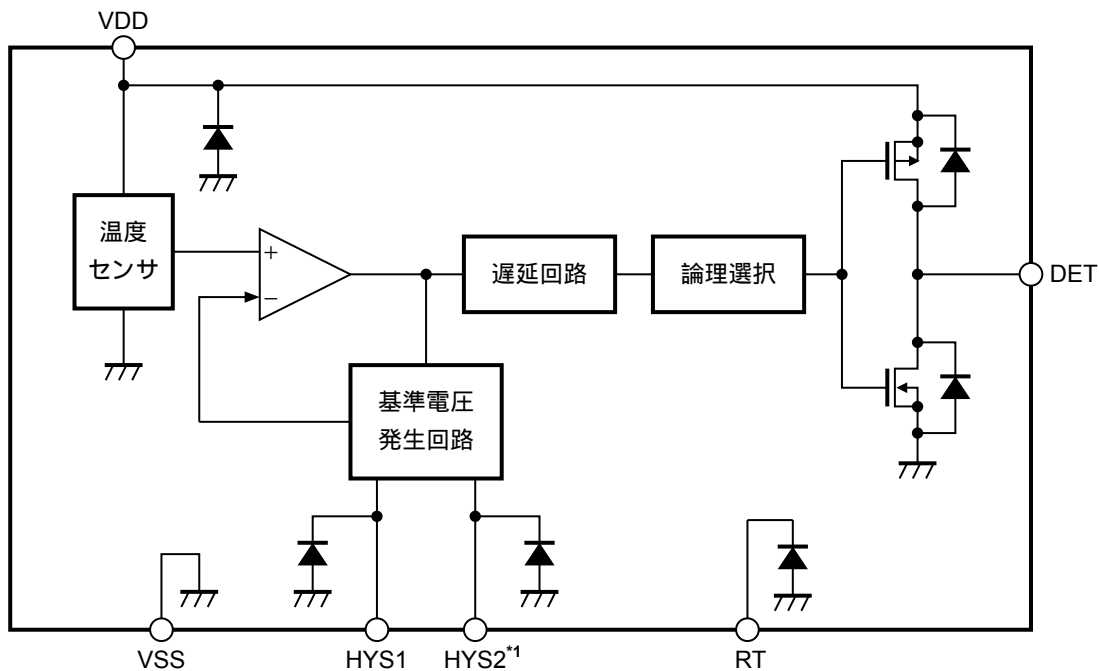 VDD
温度
センサ
+
−
遅延回路
論理選択
DET
基準電圧
発生回路
VSS
HYS1
HYS2*1
RT